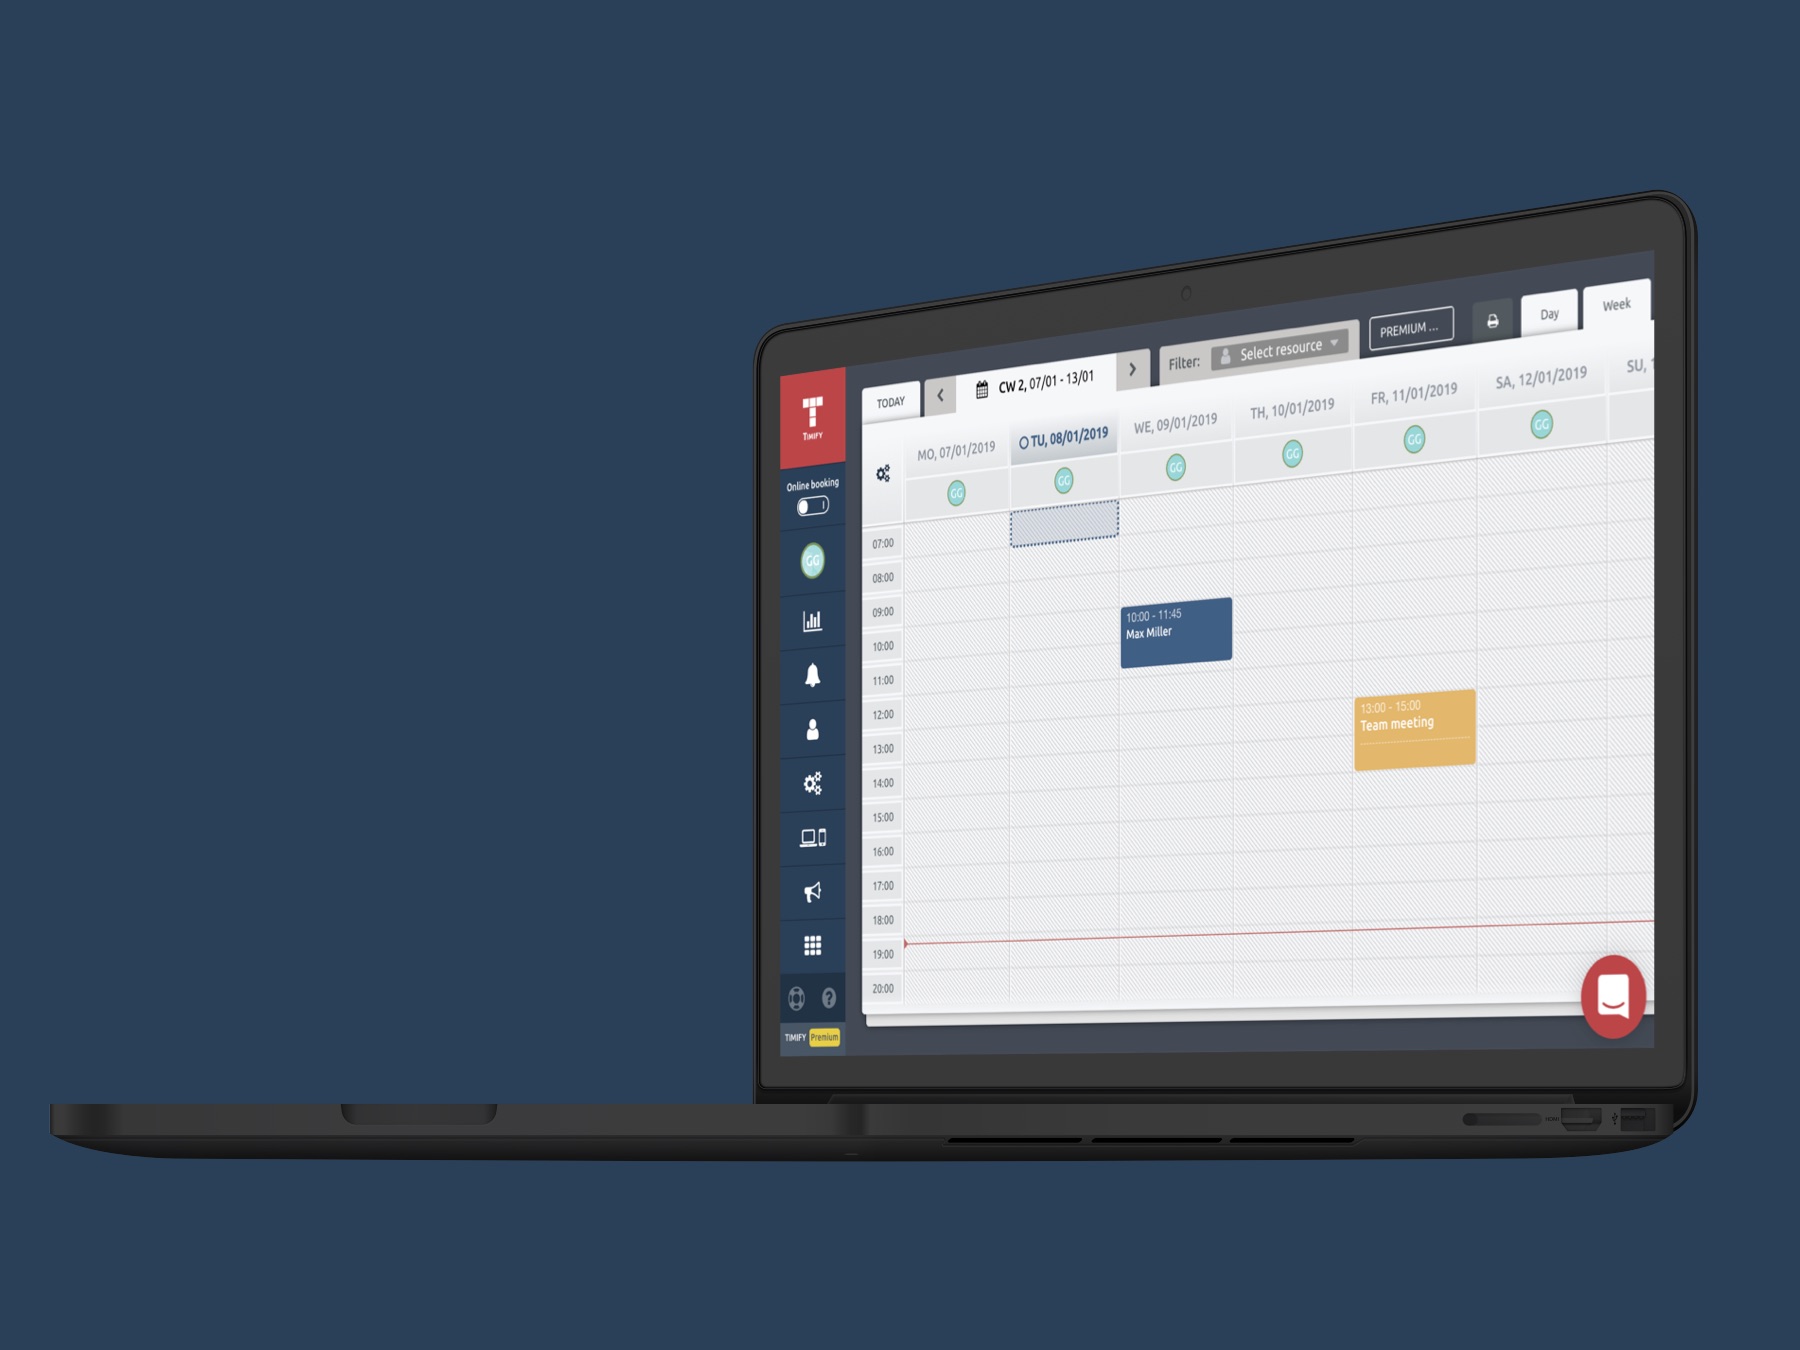 T
TIMIFY
Online booking
GG
TIMIFY Premium
TODAY
CW 2, 07/01 - 13/01
Filter: Select resource
PREMIUM ...
Day
Week
MO, 07/01/2019
TU, 08/01/2019
WE, 09/01/2019
TH, 10/01/2019
FR, 11/01/2019
SA, 12/01/2019
SU, 1
GG
GG
GG
GG
GG
GG
07:00
08:00
09:00
10:00 - 11:45
Max Miller
10:00
11:00
12:00
13:00 - 15:00
Team meeting
13:00
14:00
15:00
16:00
17:00
18:00
19:00
20:00
HDMI